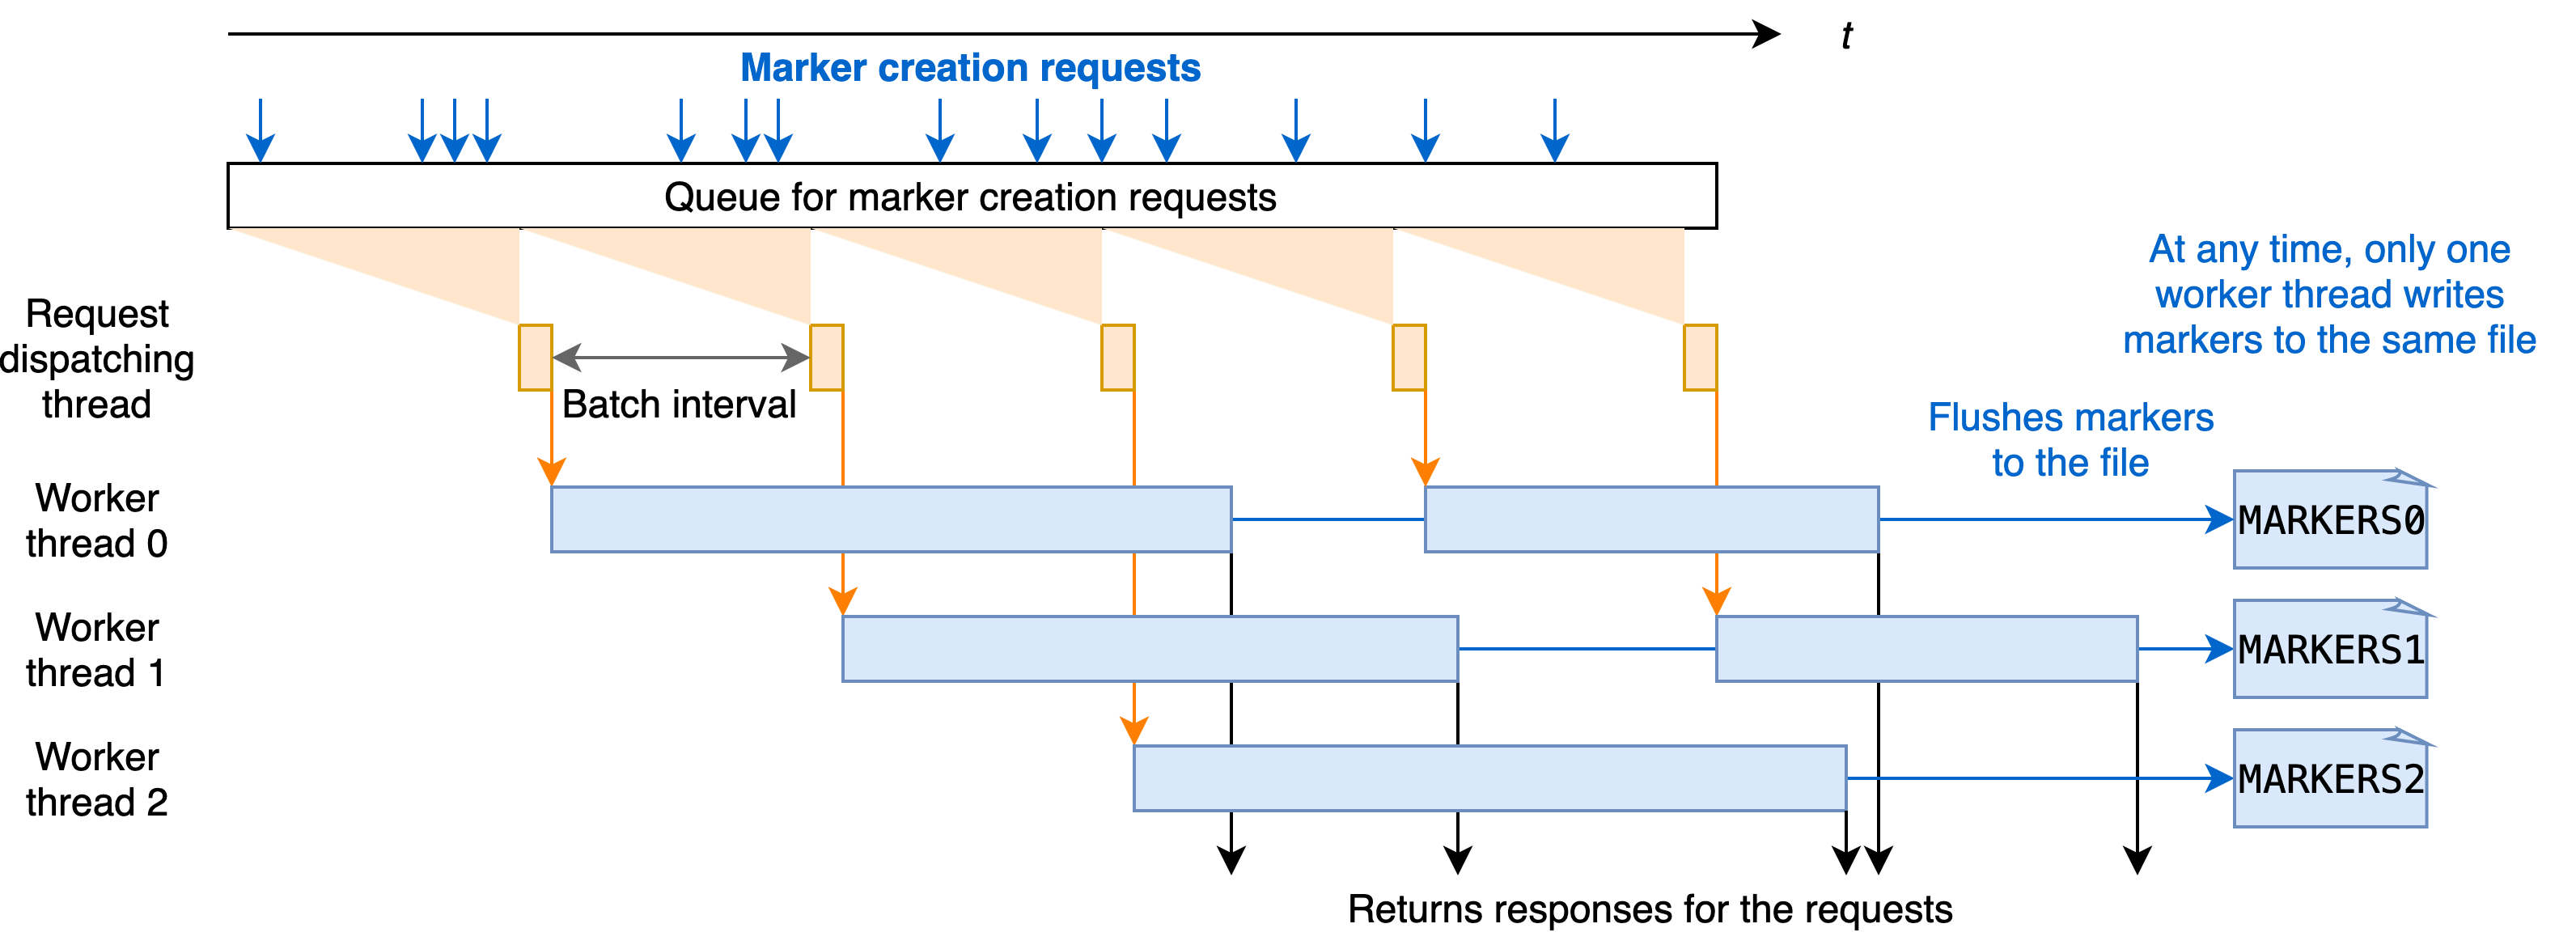 t
Marker creation requests
Queue for marker creation requests
At any time, only one
worker thread writes
markers to the same file
Request
dispatching
thread
Batch interval
Flushes markers
to the file
Worker
thread 0
MARKERS0
Worker
thread 1
MARKERS1
Worker
thread 2
MARKERS2
Returns responses for the requests